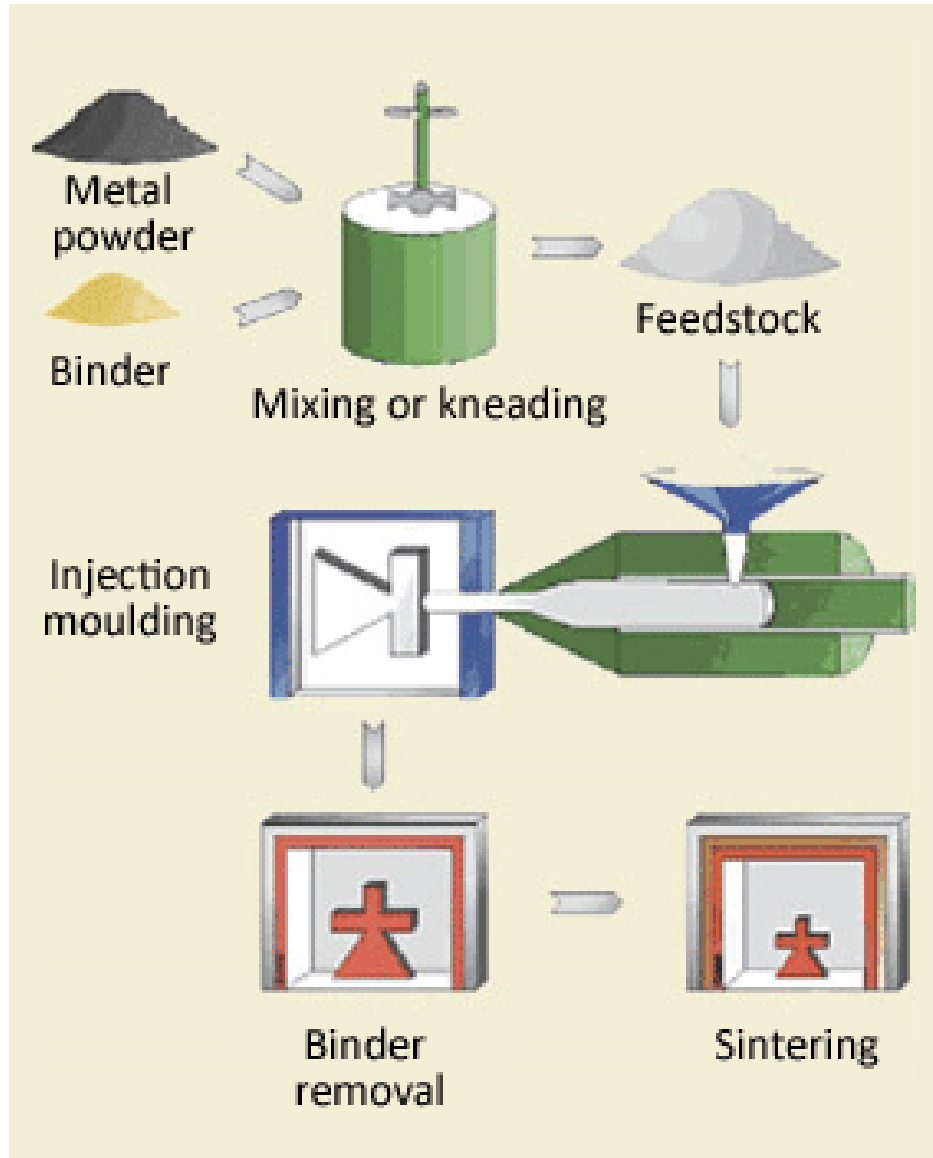 Metal
powder
Binder
Mixing or kneading
Feedstock
Injection
moulding
Binder
removal
Sintering